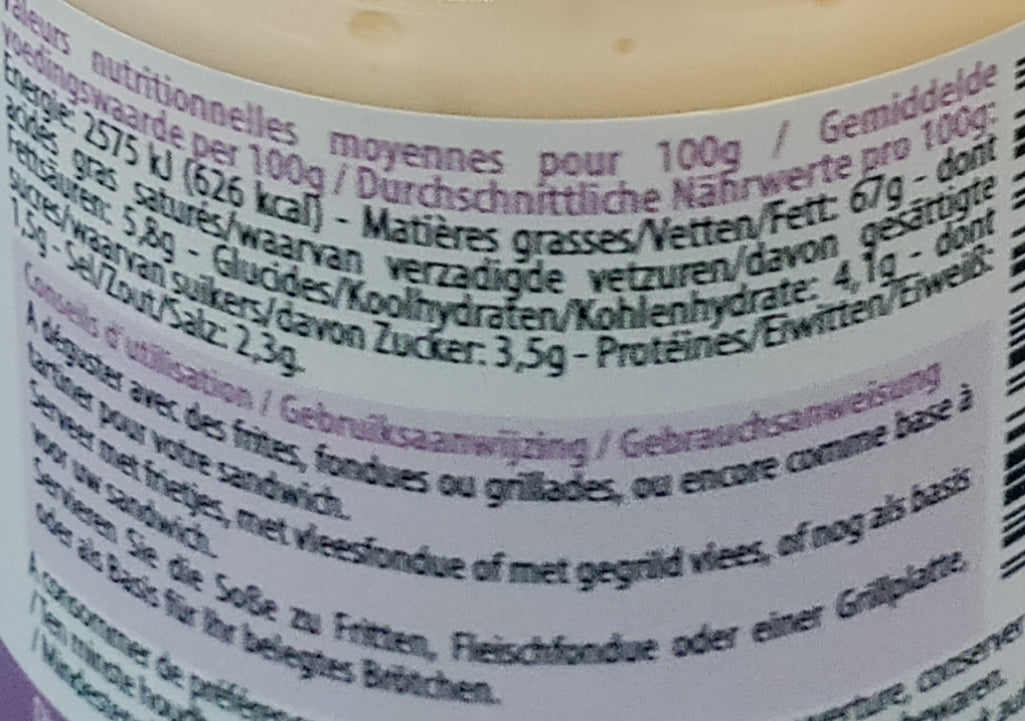 Valeurs nutritionnelles moyennes pour 100g / Gemiddelde
voedingswaarde per 100g / Durchschnittliche Nährwerte pro 100g:
Energie: 2575 kJ (626 kcal) - Matières grasses/Vetten/Fett: 67g - dont
acides gras saturés/waarvan verzadigde vetzuren/davon gesättigte
Fettsäuren: 5,8g - Glucides/Koolhydraten/Kohlenhydrate: 4,1g - dont
sucres/waarvan suikers/davon Zucker: 3,5g - Protéines/Eiwitten/Eiweiß:
1,5g - Sel/Zout/Salz: 2,3g.
Conseils d'utilisation / Gebruiksaanwijzing / Gebrauchsanweisung
A déguster avec des frites, fondues ou grillades, ou encore comme base à
tartiner pour votre sandwich.
Serveer met frietjes, met vleesfondue of met gegrild vlees, of nog als basis
voor uw sandwich.
Servieren Sie die Soße zu Fritten, Fleischfondue oder einer Grillplatte,
oder als Basis für Ihr belegtes Brötchen.
A consommer de
/ Ten minste
conserver